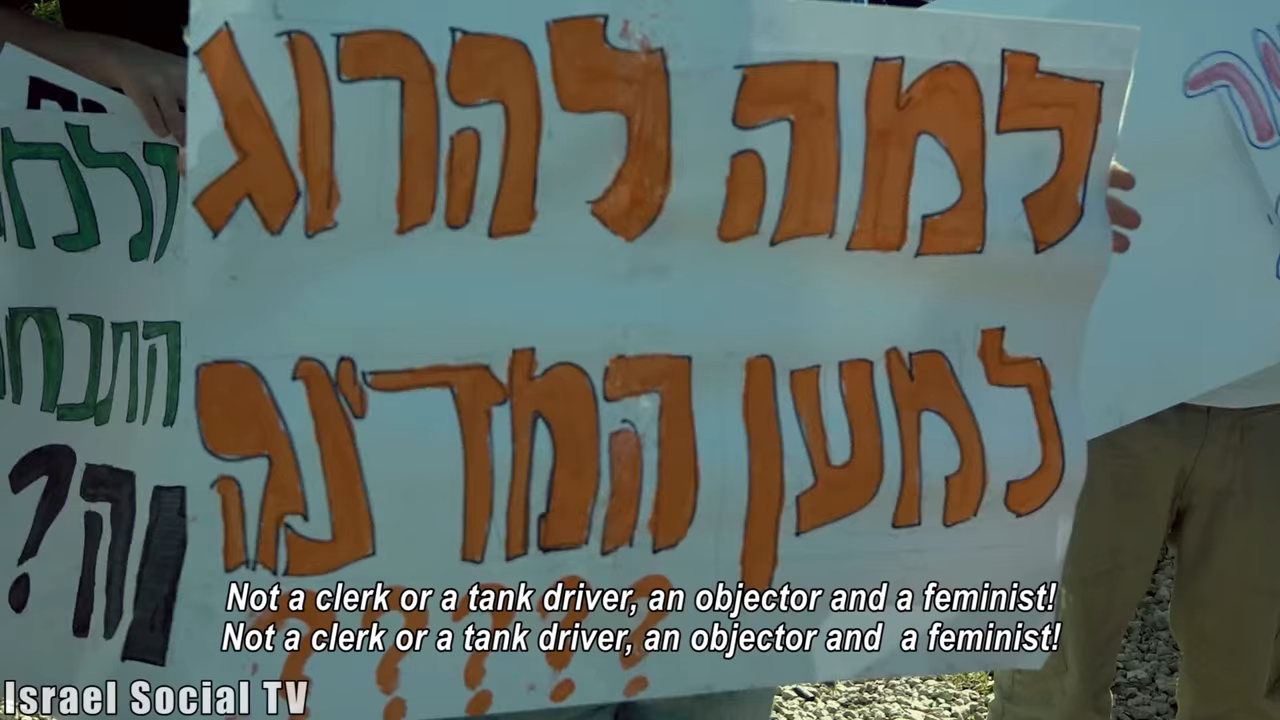 למה להרוג
למען המדינה
?????
Not a clerk or a tank driver, an objector and a feminist!
Not a clerk or a tank driver, an objector and a feminist!
Israel Social TV